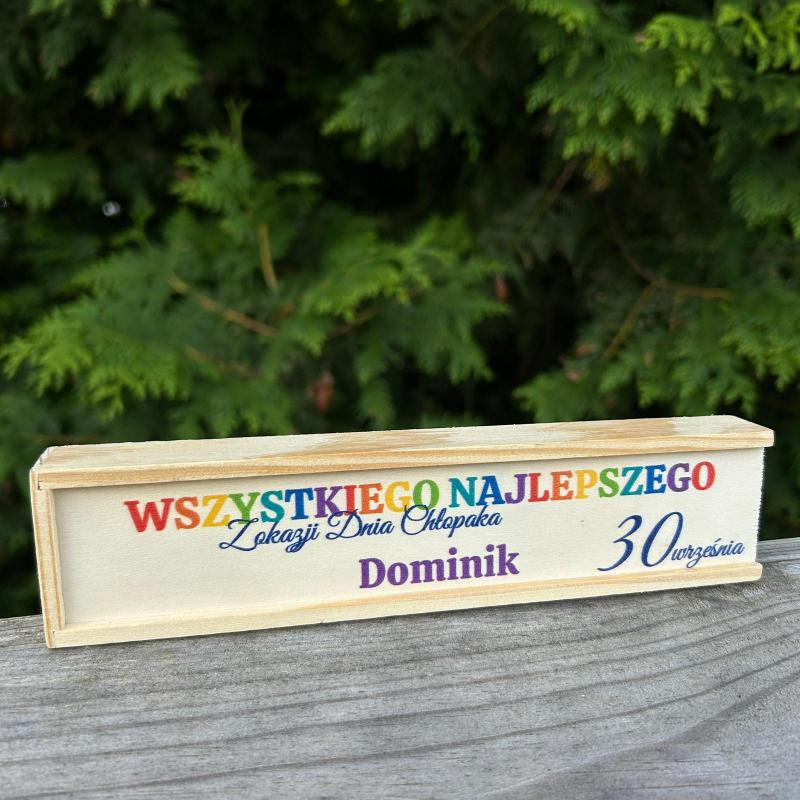 WSZYSTKIEGO NAJLEPSZEGO
Z okazji Dnia Chłopaka
Dominik
30 września